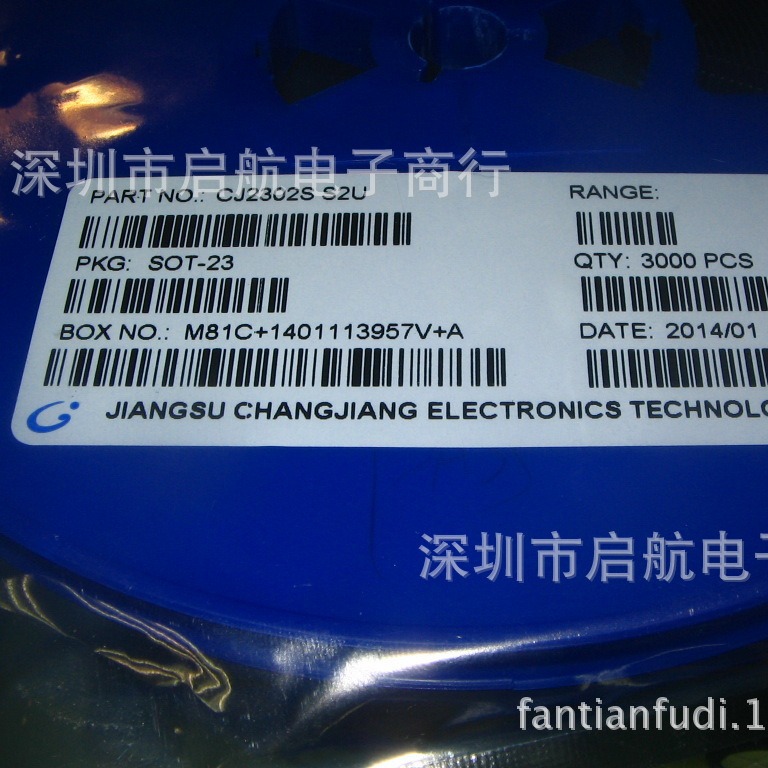 深圳市启航电子商行
PART NO.: CJ2302S S2U
RANGE:
PKG: SOT-23
QTY: 3000 PCS
BOX NO.: M81C+1401113957V+A
DATE: 2014/01
JIANGSU CHANGJIANG ELECTRONICS TECHNOLO
深圳市启航电子
fantianfudi.1